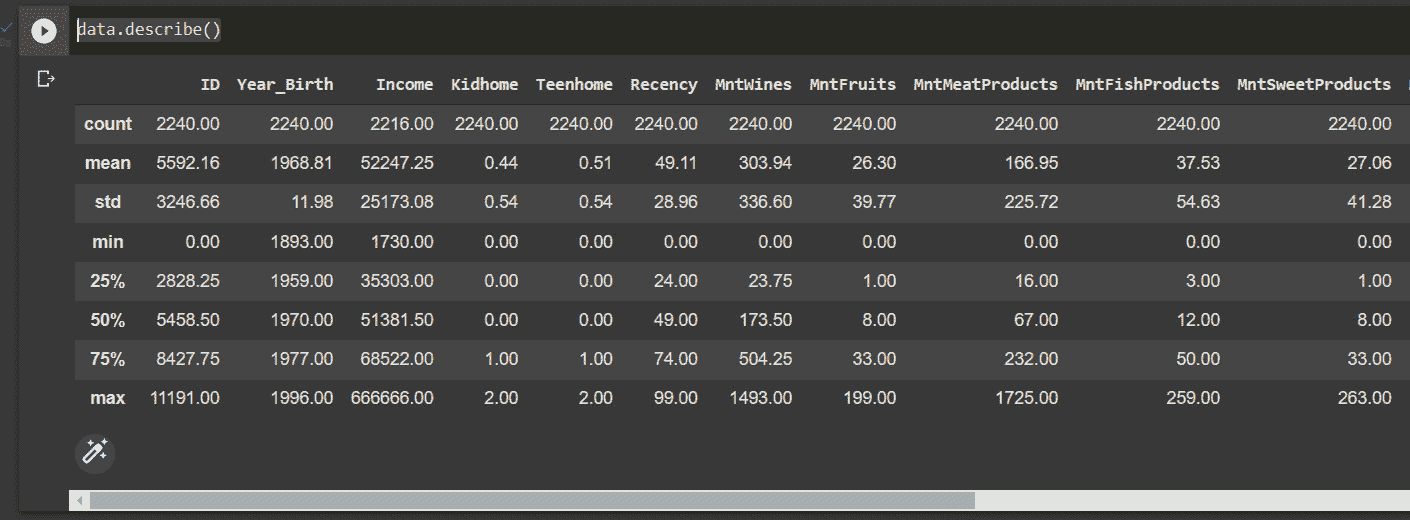 data.describe()
ID Year_Birth Income Kidhome Teenhome Recency MntWines MntFruits MntMeatProducts MntFishProducts MntSweetProducts
count 2240.00 2240.00 2216.00 2240.00 2240.00 2240.00 2240.00 2240.00 2240.00 2240.00 2240.00
mean 5592.16 1968.81 52247.25 0.44 0.51 49.11 303.94 26.30 166.95 37.53 27.06
std 3246.66 11.98 25173.08 0.54 0.54 28.96 336.60 39.77 225.72 54.63 41.28
min 0.00 1893.00 1730.00 0.00 0.00 0.00 0.00 0.00 0.00 0.00 0.00
25% 2828.25 1959.00 35303.00 0.00 0.00 24.00 23.75 1.00 16.00 3.00 1.00
50% 5458.50 1970.00 51381.50 0.00 0.00 49.00 173.50 8.00 67.00 12.00 8.00
75% 8427.75 1977.00 68522.00 1.00 1.00 74.00 504.25 33.00 232.00 50.00 33.00
max 11191.00 1996.00 666666.00 2.00 2.00 99.00 1493.00 199.00 1725.00 259.00 263.00